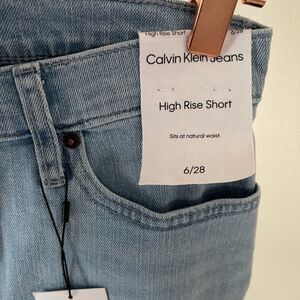 High Rise Short 6/28
Calvin Klein Jeans
High Rise Short
Sits at natural waist.
6/28